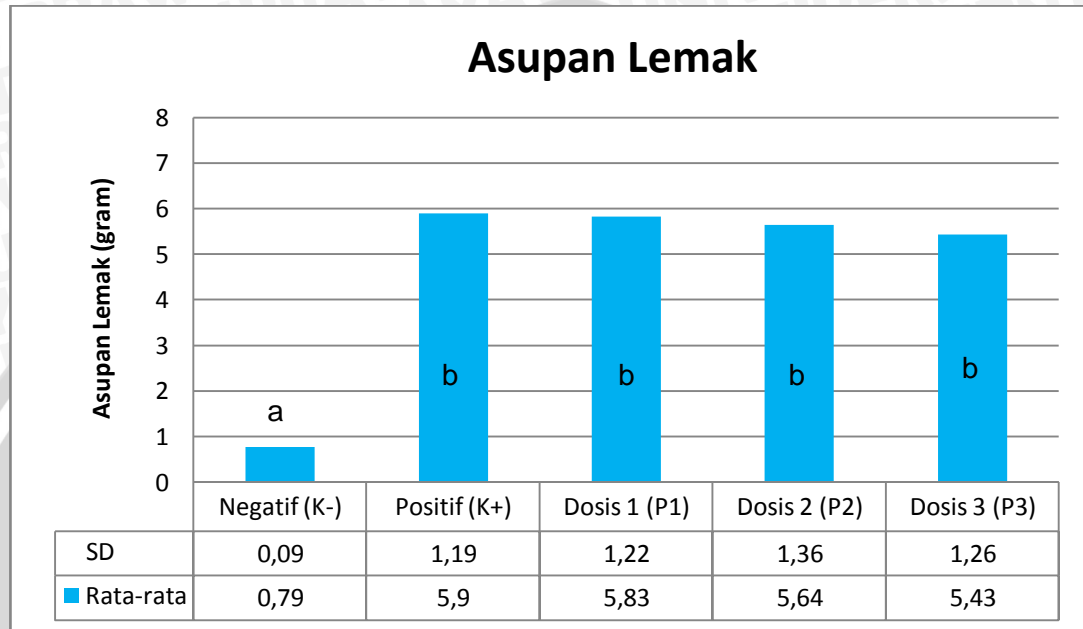 Asupan Lemak
Asupan Lemak (gram)
8
7
6
5
4
3
2
1
0
a
b
b
b
b
Negatif (K-) Positif (K+) Dosis 1 (P1) Dosis 2 (P2) Dosis 3 (P3)
SD 0,09 1,19 1,22 1,36 1,26
Rata-rata 0,79 5,9 5,83 5,64 5,43